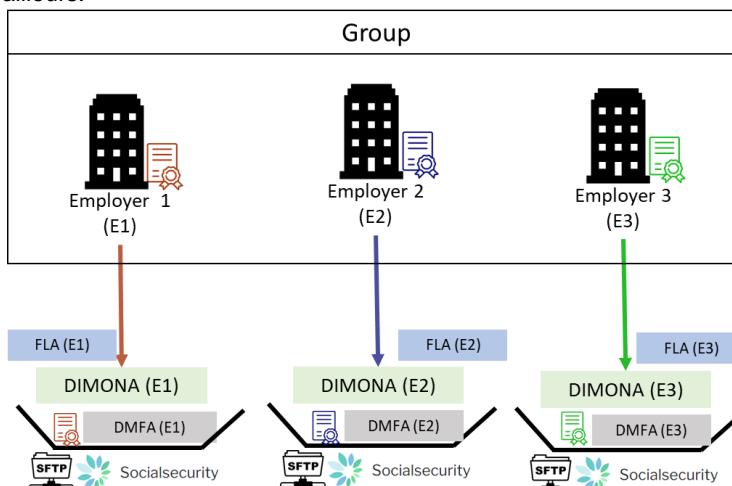 Group
Employer 1
(E1)
Employer 2
(E2)
Employer 3
(E3)
FLA (E1)
FLA (E2)
FLA (E3)
DIMONA (E1)
DIMONA (E2)
DIMONA (E3)
DMFA (E1)
DMFA (E2)
DMFA (E3)
SFTP
Socialsecurity
SFTP
Socialsecurity
SFTP
Socialsecurity